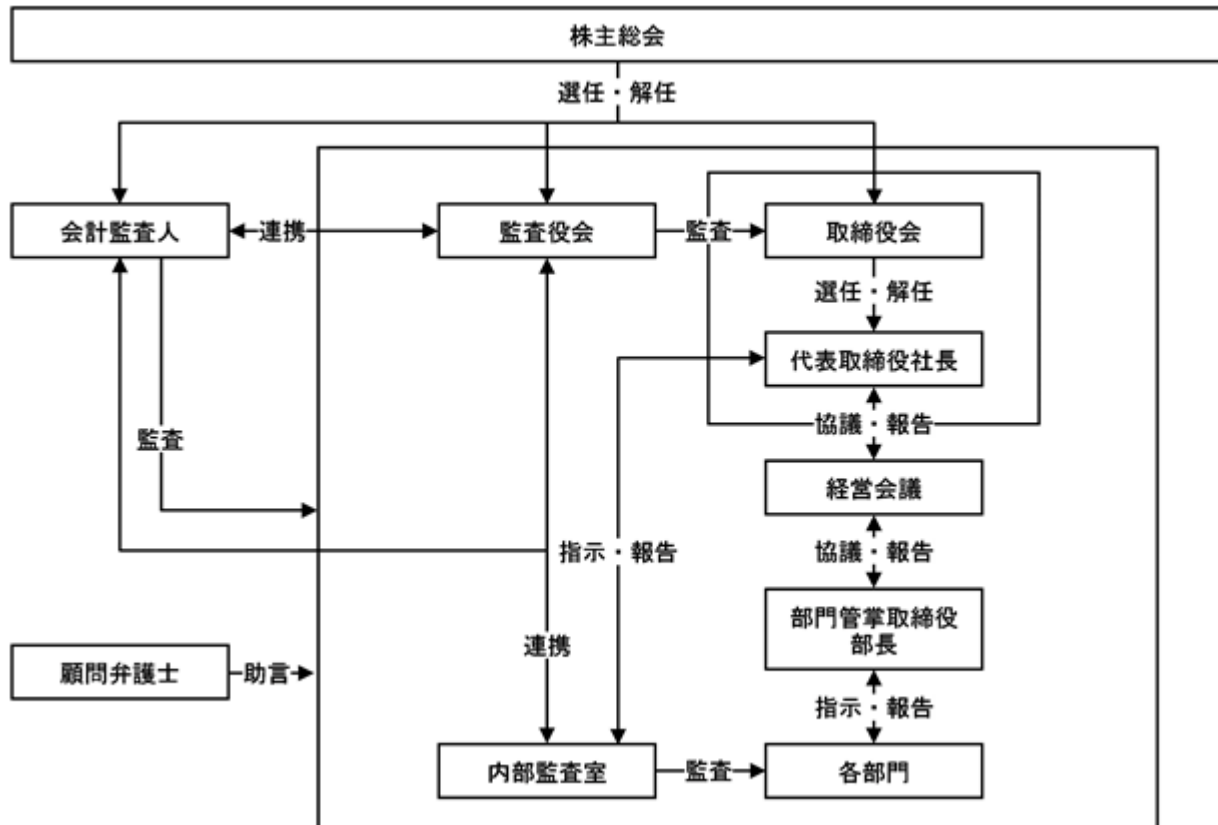 株主総会
選任・解任
会計監査人
連携
監査役会
監査
取締役会
選任・解任
代表取締役社長
協議・報告
監査
経営会議
指示・報告
協議・報告
部門管掌取締役
部長
連携
顧問弁護士
助言
指示・報告
内部監査室
監査
各部門